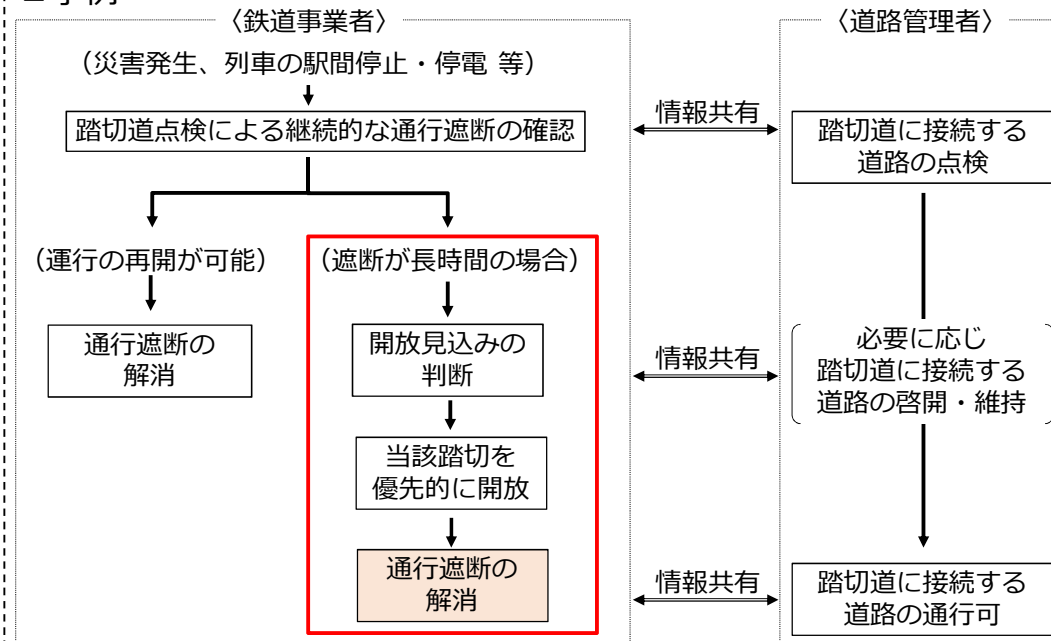 〈鉄道事業者〉
（災害発生、列車の駅間停止・停電 等）
踏切道点検による継続的な通行遮断の確認
（運行の再開が可能）
通行遮断の
解消
（遮断が長時間の場合）
開放見込みの
判断
当該踏切を
優先的に開放
通行遮断の
解消
情報共有
情報共有
情報共有
〈道路管理者〉
踏切道に接続する
道路の点検
必要に応じ
踏切道に接続する
道路の啓開・維持
踏切道に接続する
道路の通行可